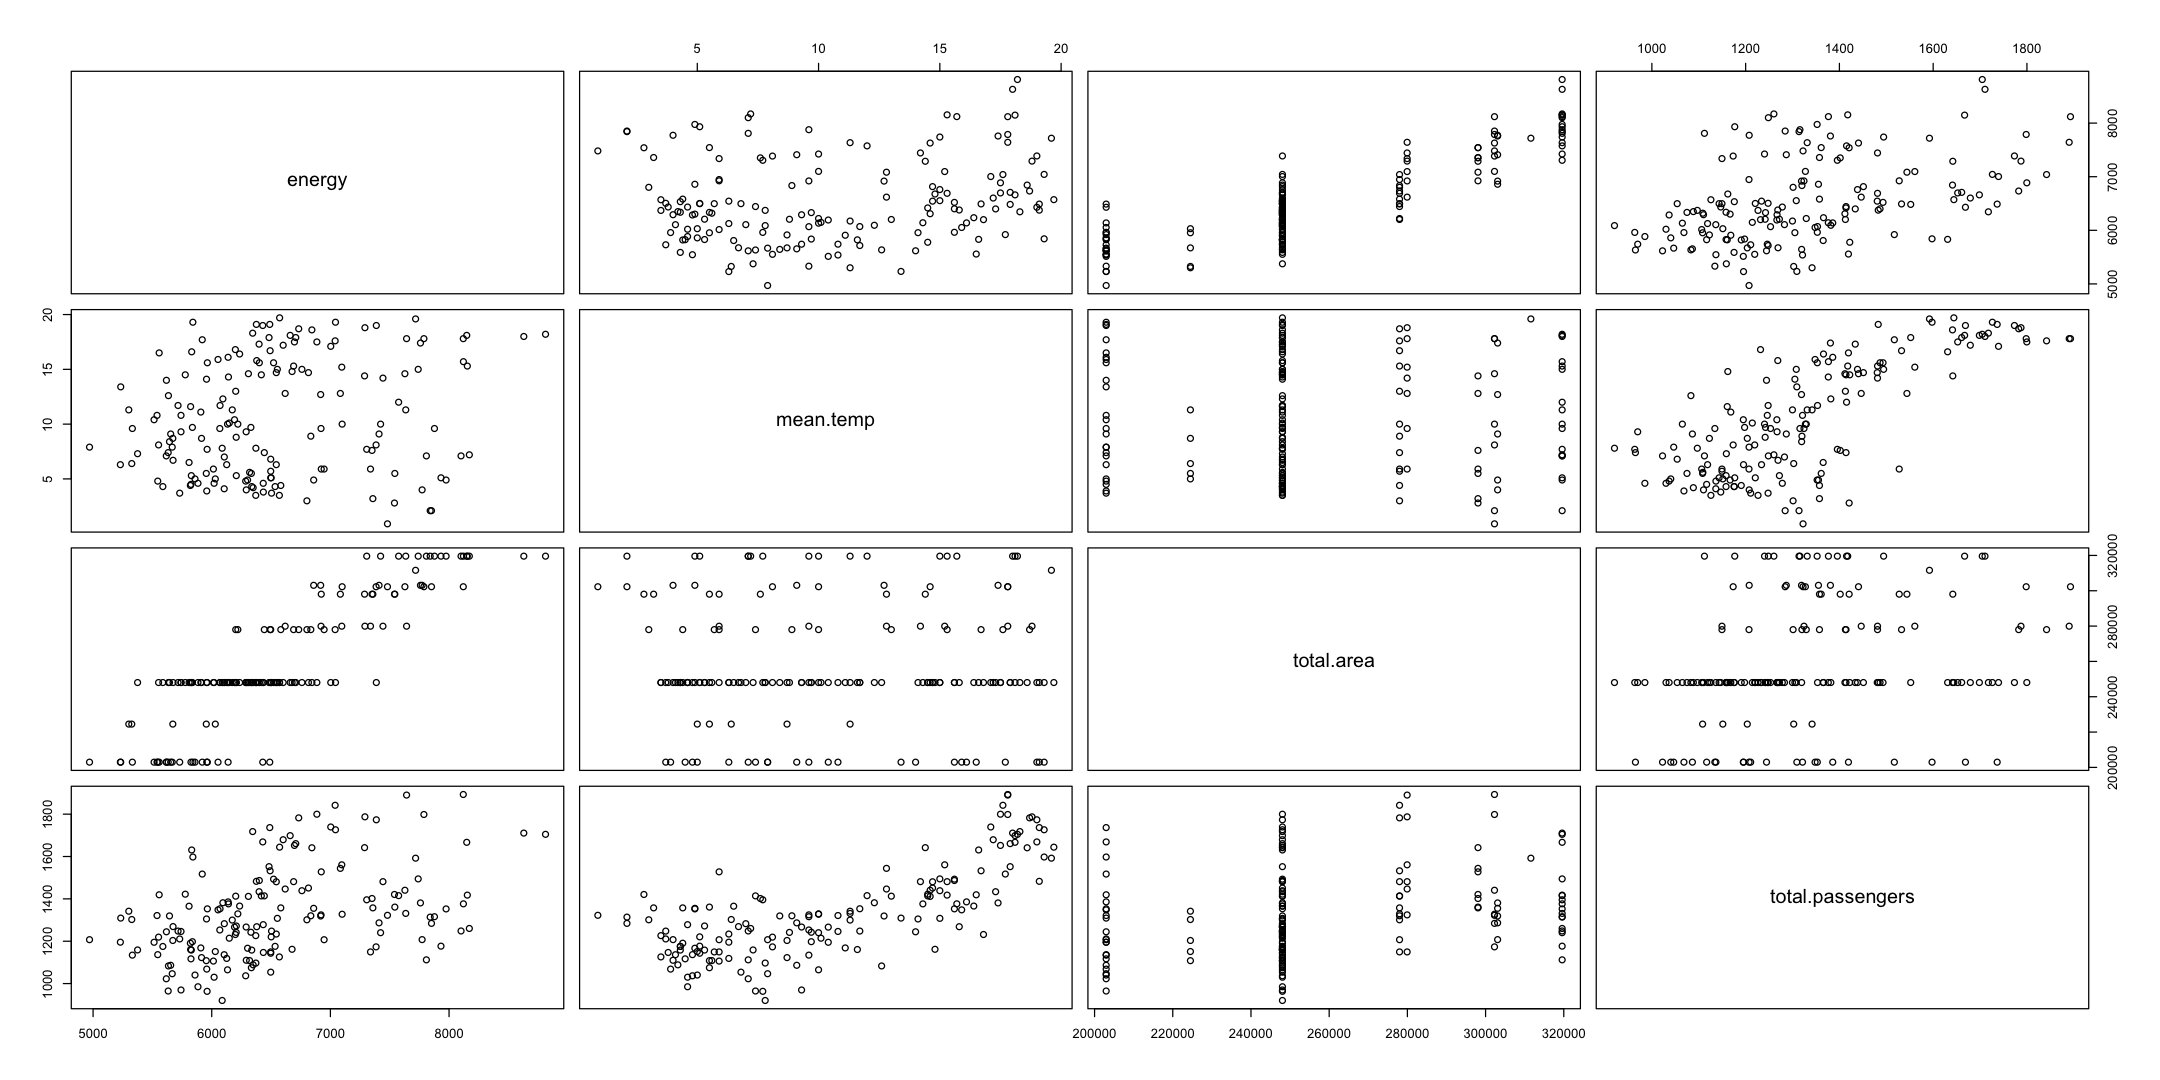 5 10 15 20
1000 1200 1400 1600 1800
energy
5000 6000 7000 8000
5 10 15 20
mean.temp
total.area
200000 240000 280000 320000
1000 1200 1400 1600 1800
total.passengers
5000 6000 7000 8000
200000 220000 240000 260000 280000 300000 320000